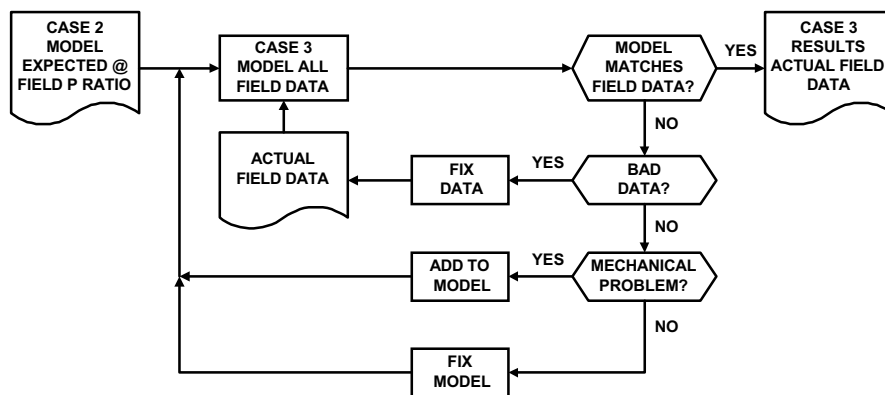 CASE 2
MODEL
EXPECTED @
FIELD P RATIO
CASE 3
MODEL ALL
FIELD DATA
MODEL
MATCHES
FIELD DATA?
YES
CASE 3
RESULTS
ACTUAL FIELD
DATA
NO
ACTUAL
FIELD DATA
FIX
DATA
YES
BAD
DATA?
NO
ADD TO
MODEL
YES
MECHANICAL
PROBLEM?
NO
FIX
MODEL